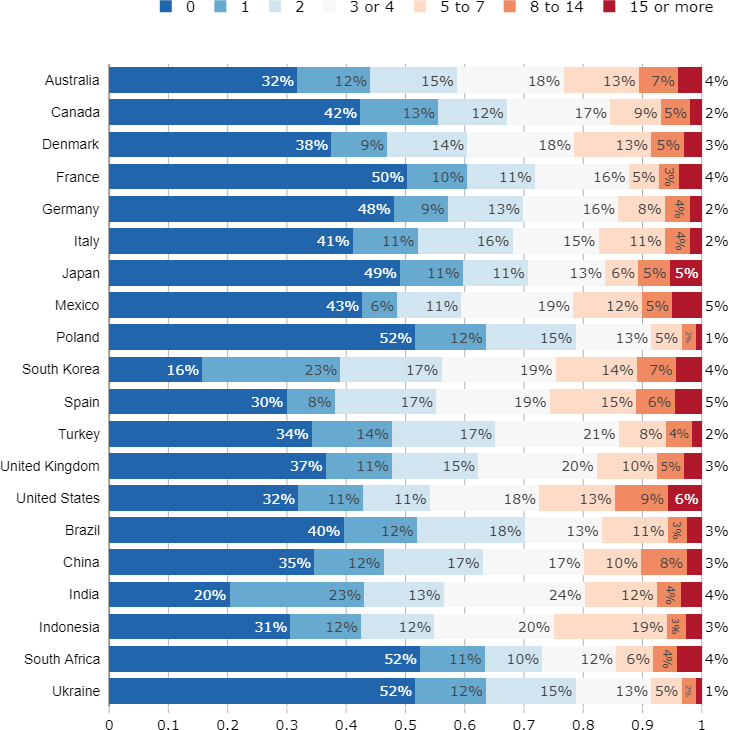 0 1 2 3 or 4 5 to 7 8 to 14 15 or more
Australia 32% 12% 15% 18% 13% 7% 4%
Canada 42% 13% 12% 17% 9% 5% 2%
Denmark 38% 9% 14% 18% 13% 5% 3%
France 50% 10% 11% 16% 5% 3% 4%
Germany 48% 9% 13% 16% 8% 4% 2%
Italy 41% 11% 16% 15% 11% 4% 2%
Japan 49% 11% 11% 13% 6% 5% 5%
Mexico 43% 6% 11% 19% 12% 5% 5%
Poland 52% 12% 15% 13% 5% 2% 1%
South Korea 16% 23% 17% 19% 14% 7% 4%
Spain 30% 8% 17% 19% 15% 6% 5%
Turkey 34% 14% 17% 21% 8% 4% 2%
United Kingdom 37% 11% 15% 20% 10% 5% 3%
United States 32% 11% 11% 18% 13% 9% 6%
Brazil 40% 12% 18% 13% 11% 3% 3%
China 35% 12% 17% 17% 10% 8% 3%
India 20% 23% 13% 24% 12% 4% 4%
Indonesia 31% 12% 12% 20% 19% 3% 3%
South Africa 52% 11% 10% 12% 6% 4% 4%
Ukraine 52% 12% 15% 13% 5% 2% 1%
0 0.1 0.2 0.3 0.4 0.5 0.6 0.7 0.8 0.9 1